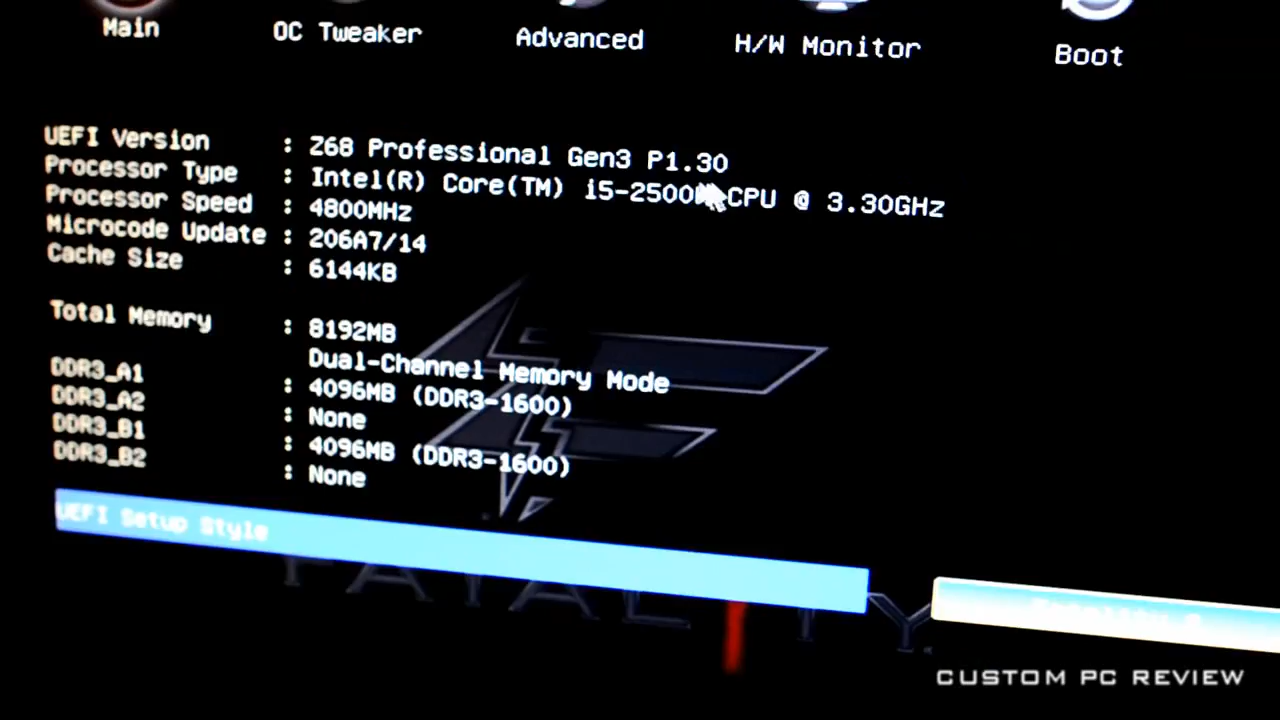 Main OC Tweaker Advanced H/W Monitor Boot
UEFI Version : Z68 Professional Gen3 P1.30
Processor Type : Intel(R) Core(TM) i5-2500K CPU @ 3.30GHz
Processor Speed : 4800MHz
Microcode Update : 206A7/14
Cache Size : 6144KB
Total Memory : 8192MB
Dual-Channel Memory Mode
DDR3_A1 : 4096MB (DDR3-1600)
DDR3_A2 : None
DDR3_B1 : 4096MB (DDR3-1600)
DDR3_B2 : None
UEFI Setup Style
FATAL1TY.
CUSTOM PC REVIEW